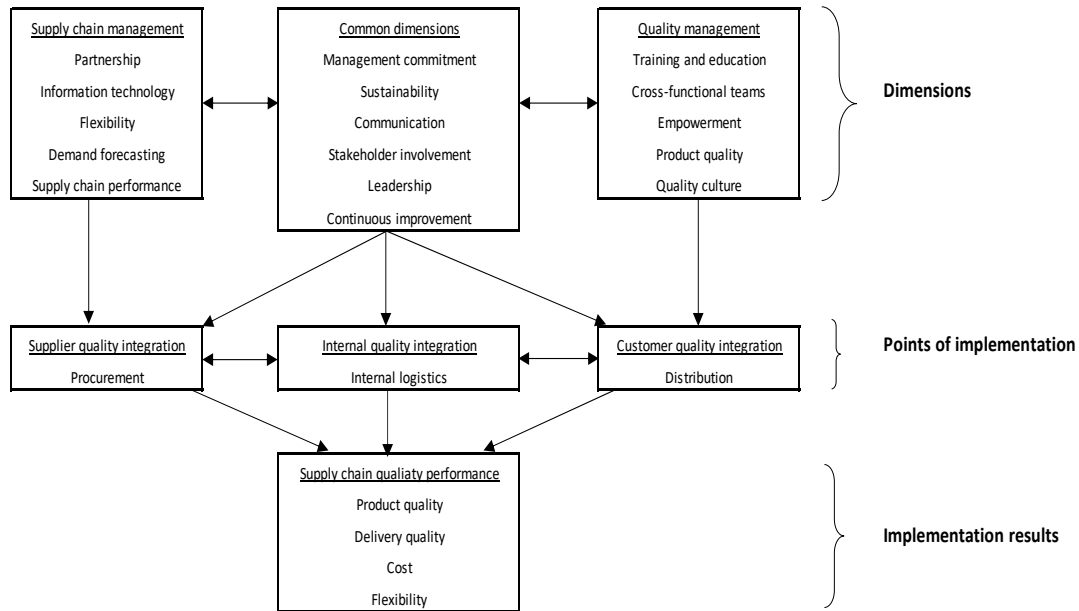 Supply chain management
Partnership
Information technology
Flexibility
Demand forecasting
Supply chain performance
Common dimensions
Management commitment
Sustainability
Communication
Stakeholder involvement
Leadership
Continuous improvement
Quality management
Training and education
Cross-functional teams
Empowerment
Product quality
Quality culture
Dimensions
Supplier quality integration
Procurement
Internal quality integration
Internal logistics
Customer quality integration
Distribution
Points of implementation
Supply chain qualiaty performance
Product quality
Delivery quality
Cost
Flexibility
Implementation results